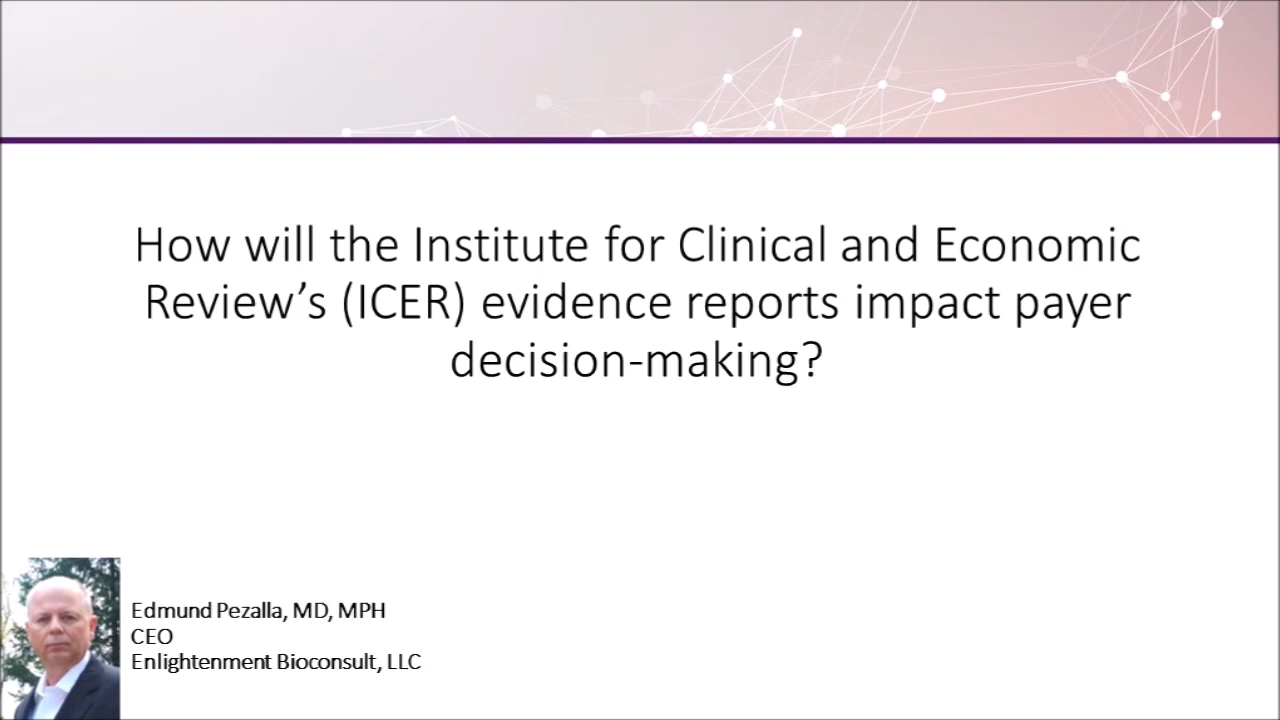 How will the Institute for Clinical and Economic
Review’s (ICER) evidence reports impact payer
decision-making?
Edmund Pezalla, MD, MPH
CEO
Enlightenment Bioconsult, LLC